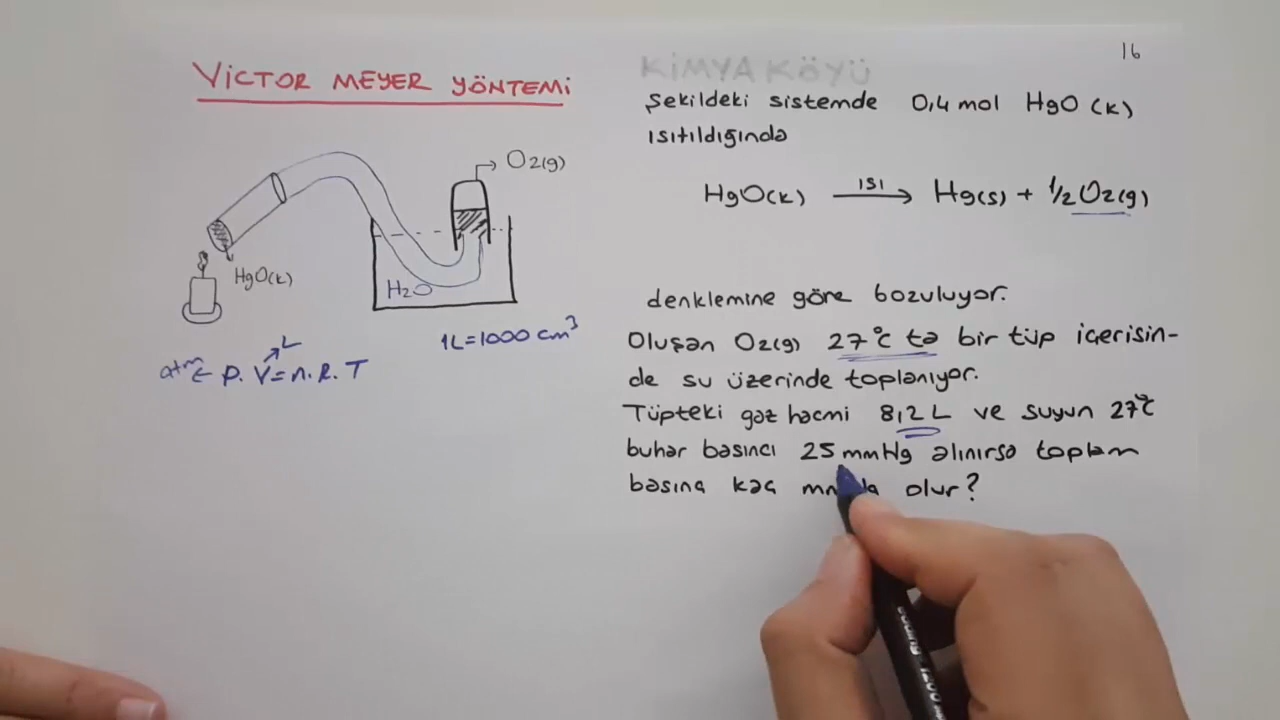 16
VICTOR MEYER YÖNTEMİ
KİMYA KÖYÜ
Şekildeki sistemde 0,4 mol HgO (k)
ısıtıldığında
HgO(k) ısı → Hg(s) + 1/2 O2(g)
O2(g)
HgO(k)
H2O
1L=1000 cm³
L
atm ← P. V = n. R. T
denklemine göre bozuluyor.
Oluşan O2(g) 27°C ta bir tüp içerisin-
de su üzerinde toplanıyor.
Tüpteki gaz hacmi 8,2 L ve suyun 27°C
buhar basıncı 25 mmHg alınırsa toplam
basınç kaç olur?